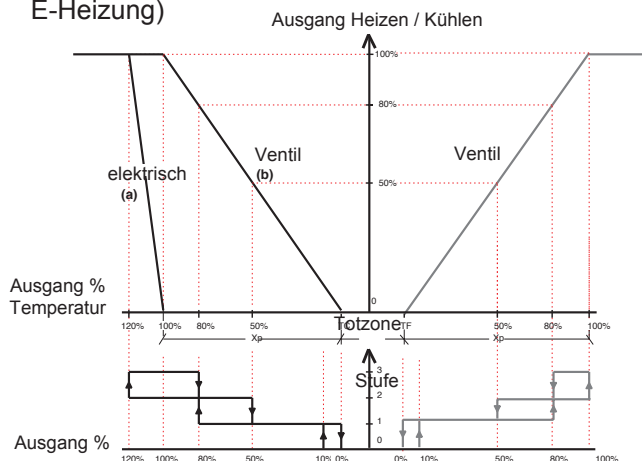 E-Heizung)
Ausgang Heizen / Kühlen
100%
80%
Ventil
(b)
Ventil
elektrisch
(a)
50%
Ausgang %
Temperatur
0
120% 100% 80% 50% Totzone TF 50% 80% 100%
Xp Xp
Stufe
3
2
1
0
Ausgang %
120% 100% 80% 50% 10% 0% 0% 10% 50% 80% 100%